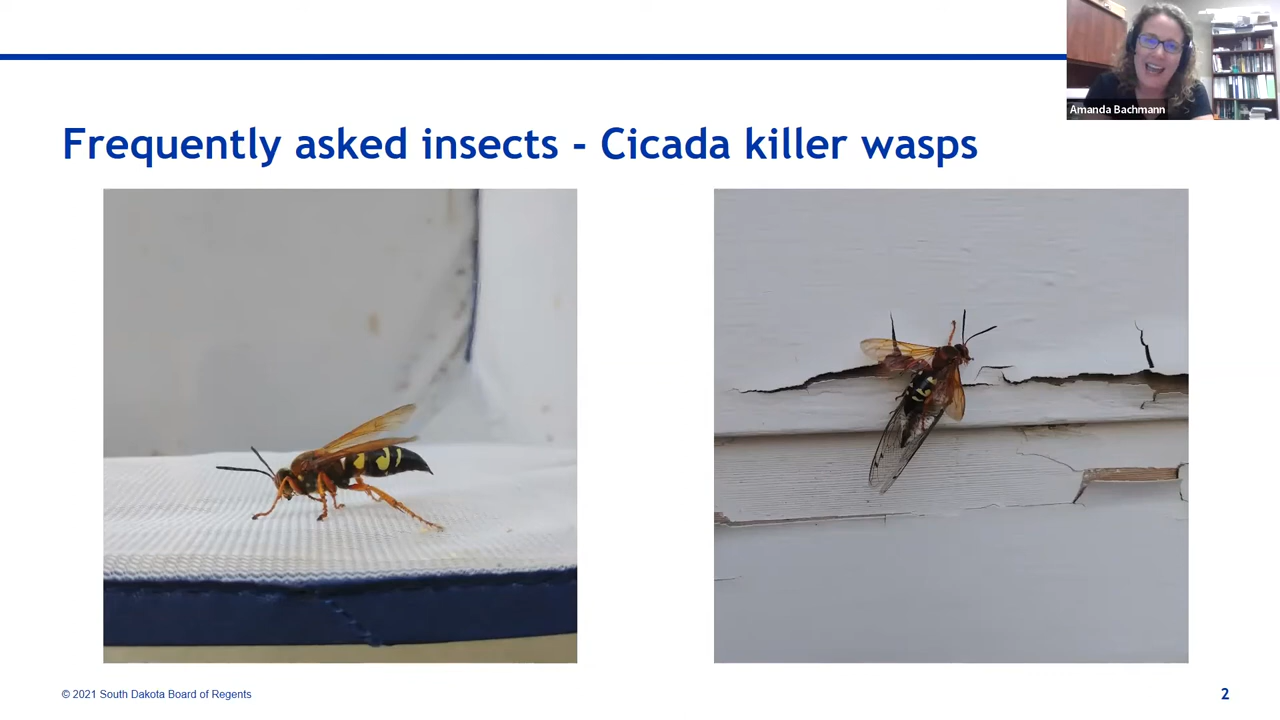 Amanda Bachmann
Frequently asked insects - Cicada killer wasps
© 2021 South Dakota Board of Regents
2